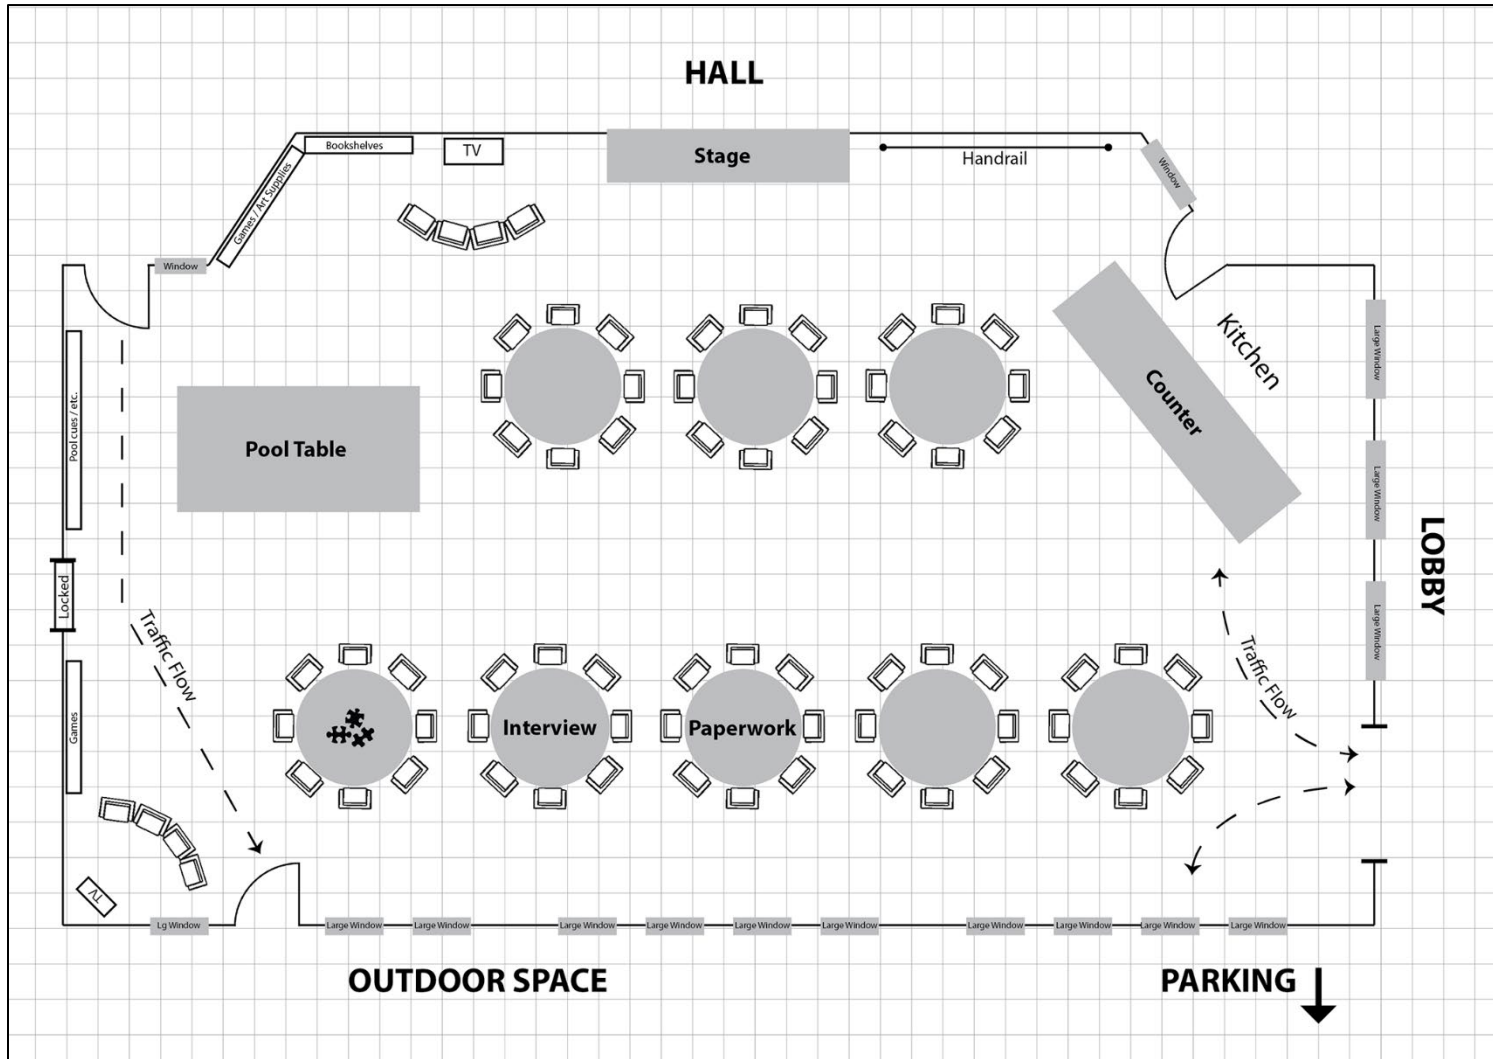 HALL
Bookshelves
TV
Stage
Handrail
Window
Games / Art Supplies
Window
Kitchen
Large Window
Pool cues / etc.
Pool Table
Counter
Large Window
LOBBY
Locked
Large Window
Traffic Flow
Traffic Flow
Games
Interview
Paperwork
TV
Lg Window
Large Window
Large Window
Large Window
Large Window
Large Window
Large Window
Large Window
Large Window
Large Window
Large Window
OUTDOOR SPACE
PARKING